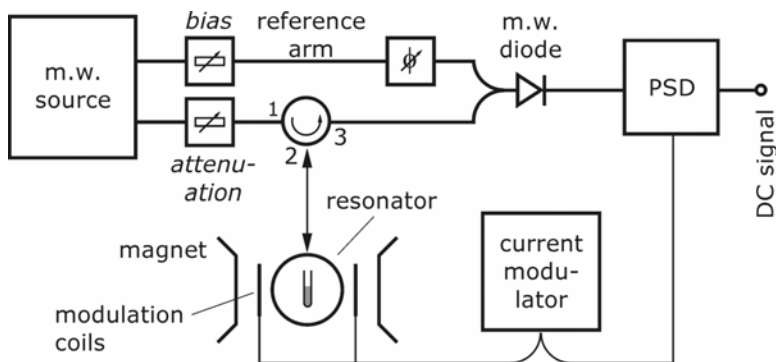 bias
reference
arm
m.w.
diode
m.w.
source
ϕ
PSD
1
2
3
attenu-
ation
DC signal
resonator
magnet
current
modu-
lator
modulation
coils